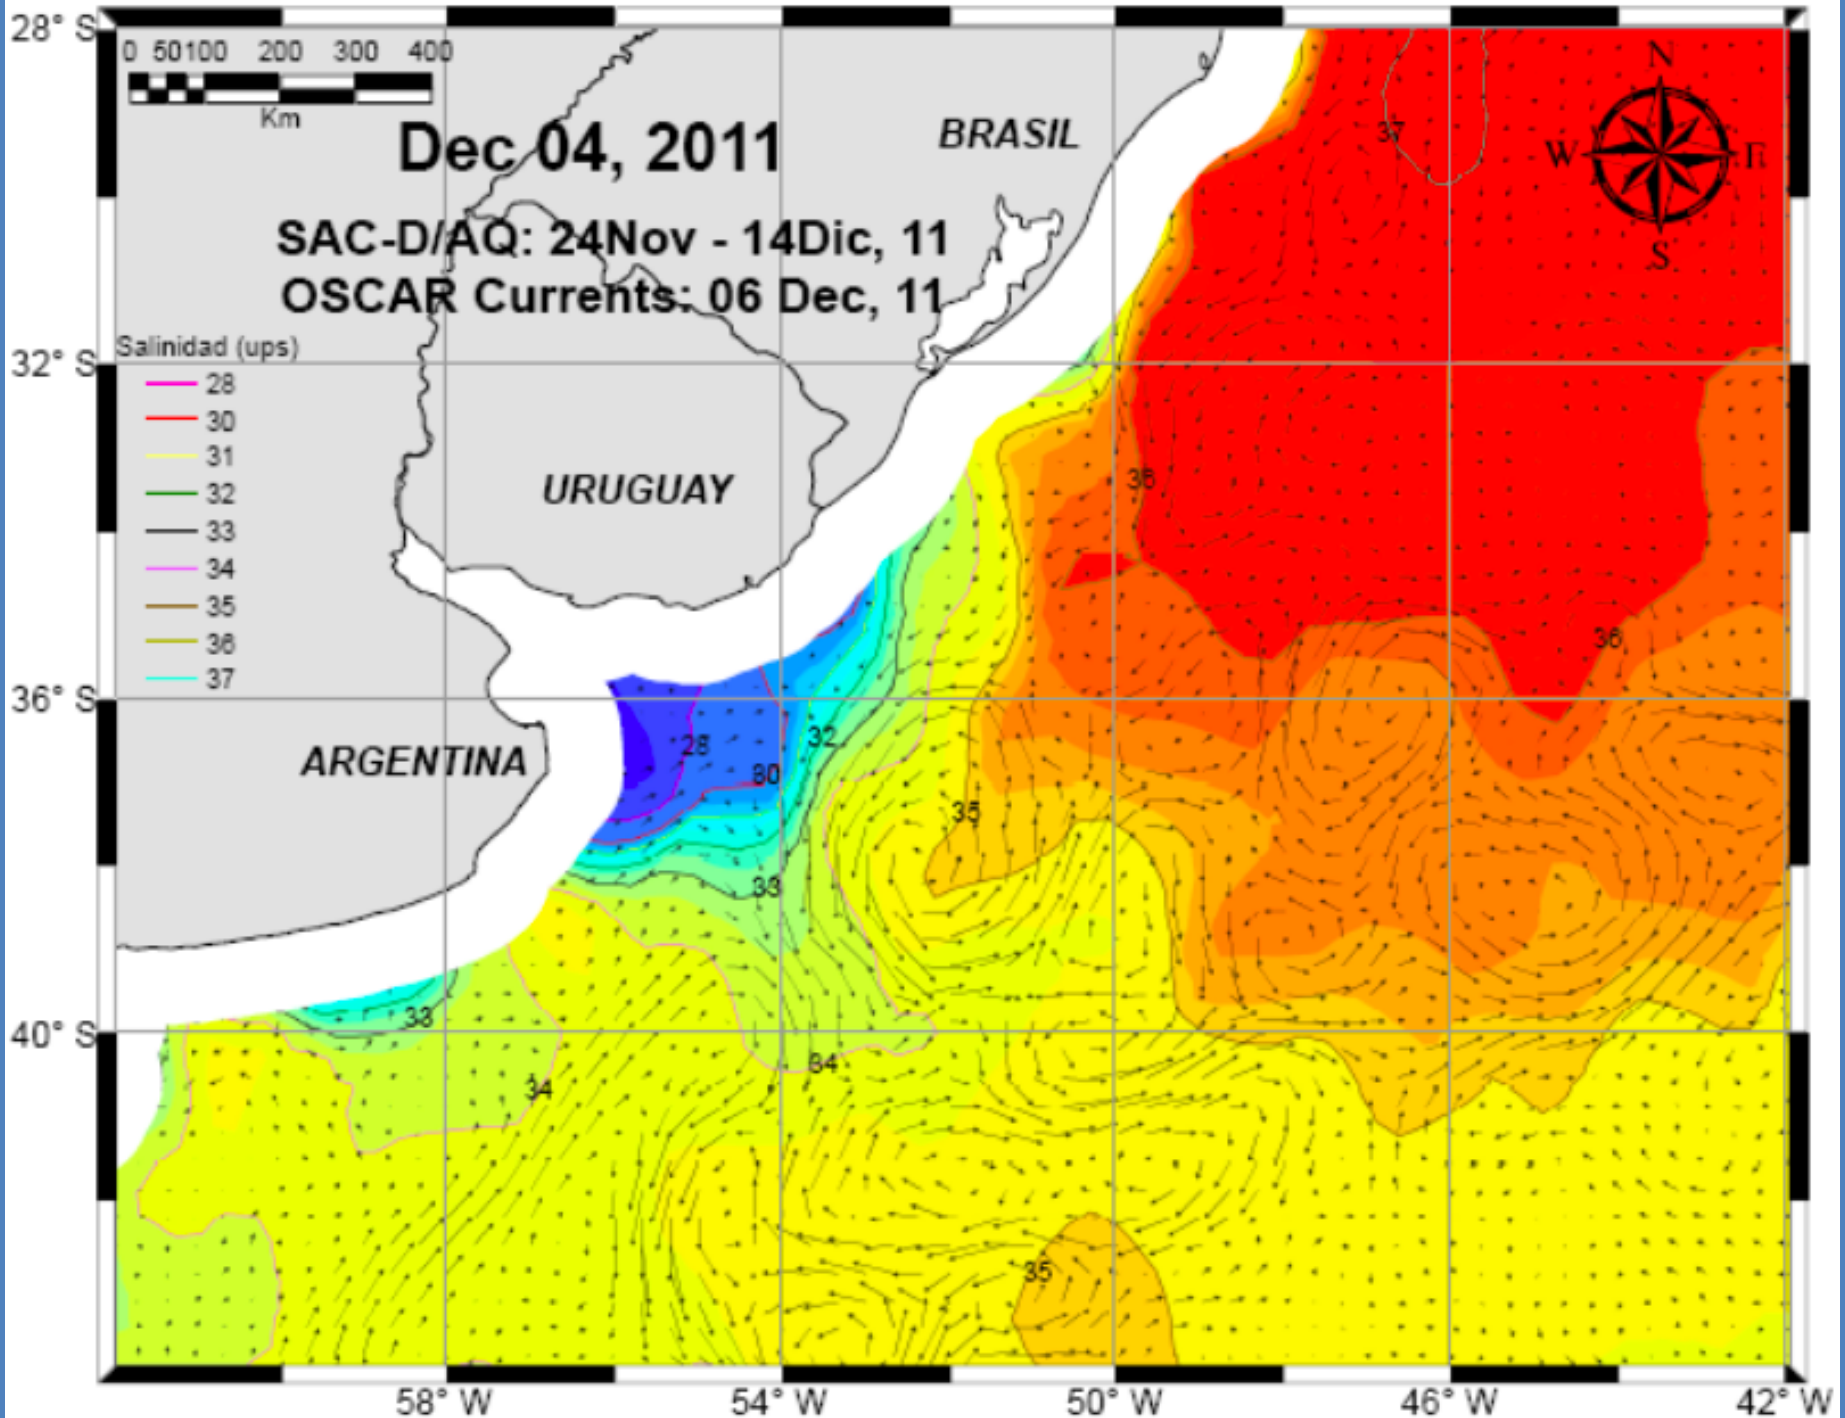 28° S
0 50 100 200 300 400
Km
N
W E
S
BRASIL
37
Dec 04, 2011
SAC-D/AQ: 24Nov - 14Dic, 11
OSCAR Currents: 06 Dec, 11
Salinidad (ups)
32° S
28
30
31
32
33
34
35
36
37
URUGUAY
36
36
36° S
ARGENTINA
28
32
30
35
33
33
40° S
34
34
35
58° W 54° W 50° W 46° W 42° W